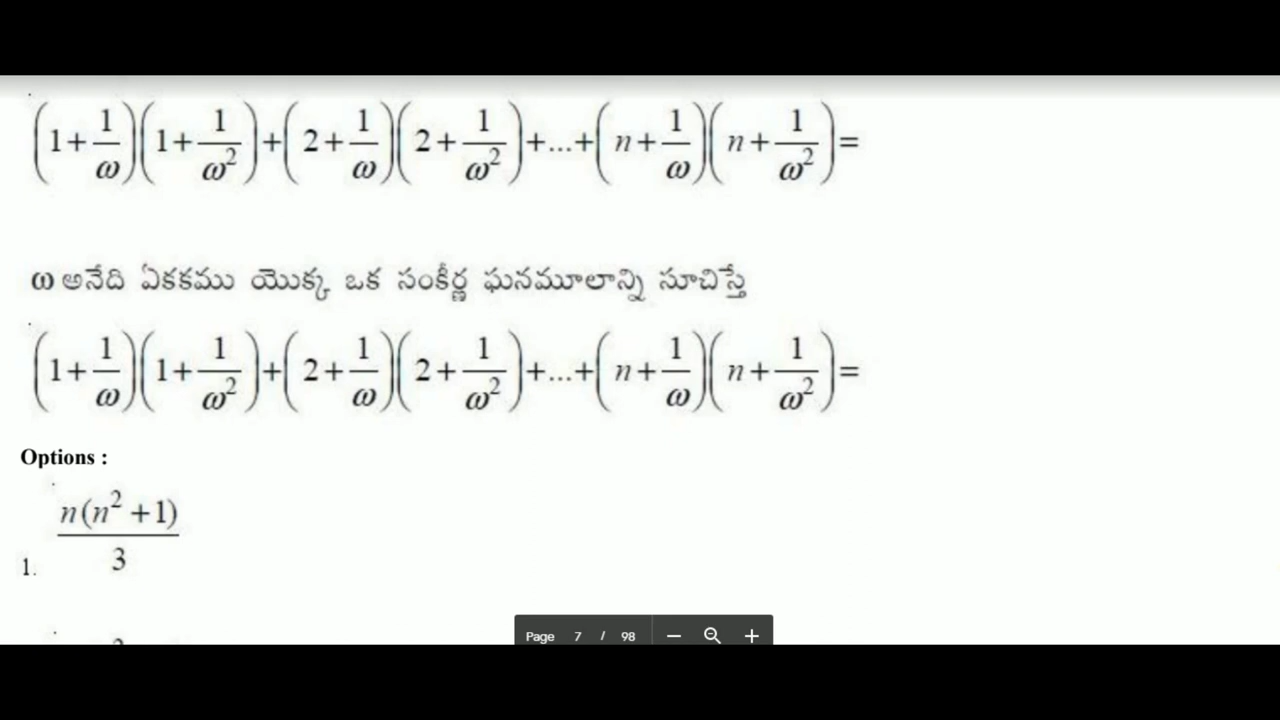 (1+1/ω)(1+1/ω²)+(2+1/ω)(2+1/ω²)+...+(n+1/ω)(n+1/ω²)=
ω అనేది ఏకకము యొక్క ఒక సంకీర్ణ ఘనమూలాన్ని సూచిస్తే
(1+1/ω)(1+1/ω²)+(2+1/ω)(2+1/ω²)+...+(n+1/ω)(n+1/ω²)=
Options :
1. n(n²+1)/3
Page 7 / 98 — +